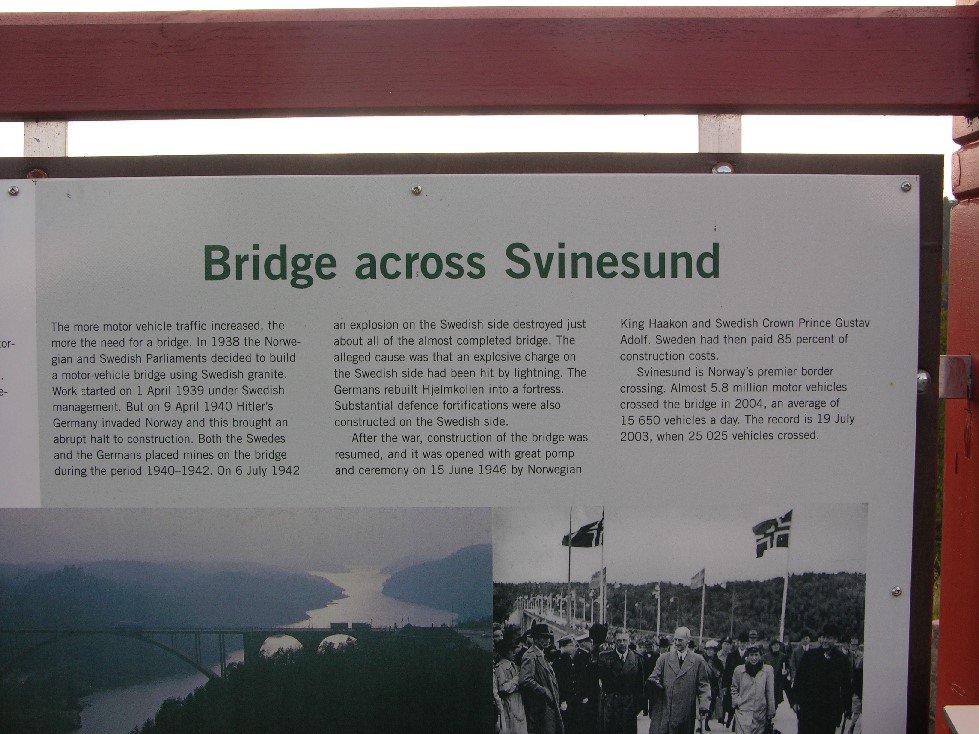 Bridge across Svinesund
The more motor vehicle traffic increased, the
more the need for a bridge. In 1938 the Norwe-
gian and Swedish Parliaments decided to build
a motor-vehicle bridge using Swedish granite.
Work started on 1 April 1939 under Swedish
management. But on 9 April 1940 Hitler's
Germany invaded Norway and this brought an
abrupt halt to construction. Both the Swedes
and the Germans placed mines on the bridge
during the period 1940–1942. On 6 July 1942
an explosion on the Swedish side destroyed just
about all of the almost completed bridge. The
alleged cause was that an explosive charge on
the Swedish side had been hit by lightning. The
Germans rebuilt Hjelmkollen into a fortress.
Substantial defence fortifications were also
constructed on the Swedish side.
After the war, construction of the bridge was
resumed, and it was opened with great pomp
and ceremony on 15 June 1946 by Norwegian
King Haakon and Swedish Crown Prince Gustav
Adolf. Sweden had then paid 85 percent of
construction costs.
Svinesund is Norway's premier border
crossing. Almost 5.8 million motor vehicles
crossed the bridge in 2004, an average of
15 650 vehicles a day. The record is 19 July
2003, when 25 025 vehicles crossed.